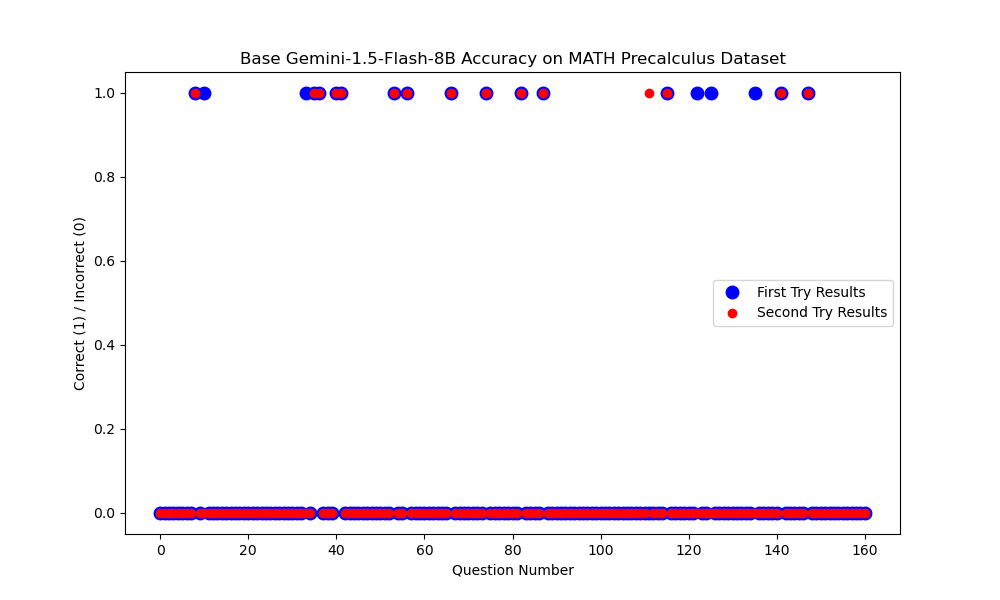 Base Gemini-1.5-Flash-8B Accuracy on MATH Precalculus Dataset
1.0
0.8
0.6
0.4
0.2
0.0
Correct (1) / Incorrect (0)
First Try Results
Second Try Results
0 20 40 60 80 100 120 140 160
Question Number